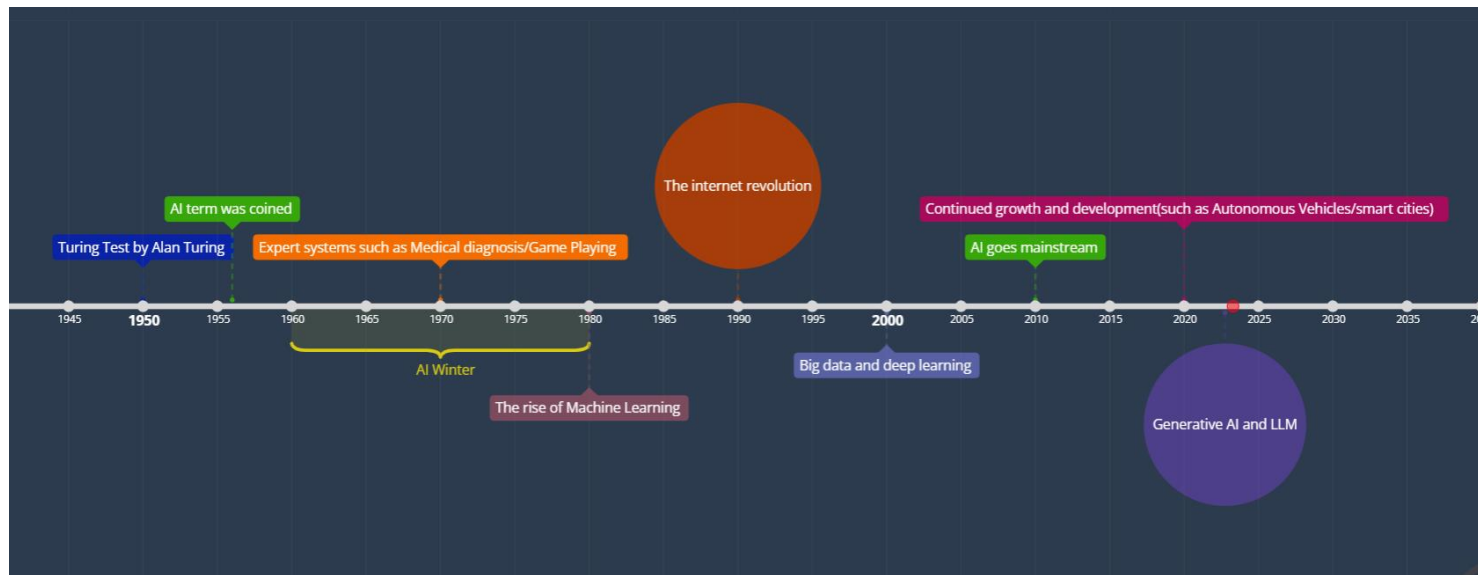 The internet revolution
AI term was coined
Continued growth and development(such as Autonomous Vehicles/smart cities)
Turing Test by Alan Turing
Expert systems such as Medical diagnosis/Game Playing
AI goes mainstream
1945 1950 1955 1960 1965 1970 1975 1980 1985 1990 1995 2000 2005 2010 2015 2020 2025 2030 2035
AI Winter
Big data and deep learning
The rise of Machine Learning
Generative AI and LLM